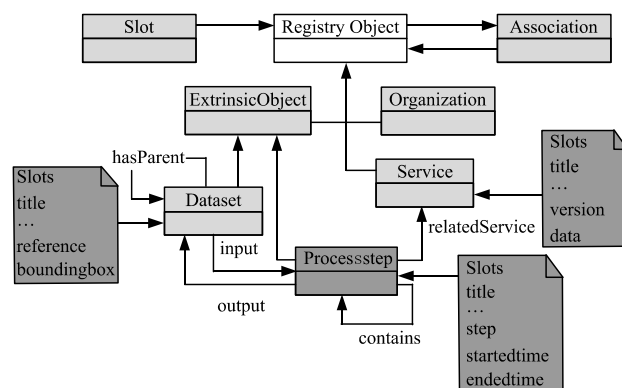 Slot
Registry Object
Association
ExtrinsicObject
Organization
hasParent
Slots
title
...
reference
boundingbox
Dataset
Service
Slots
title
...
version
data
relatedService
input
Processstep
output
contains
Slots
title
...
step
startedtime
endedtime